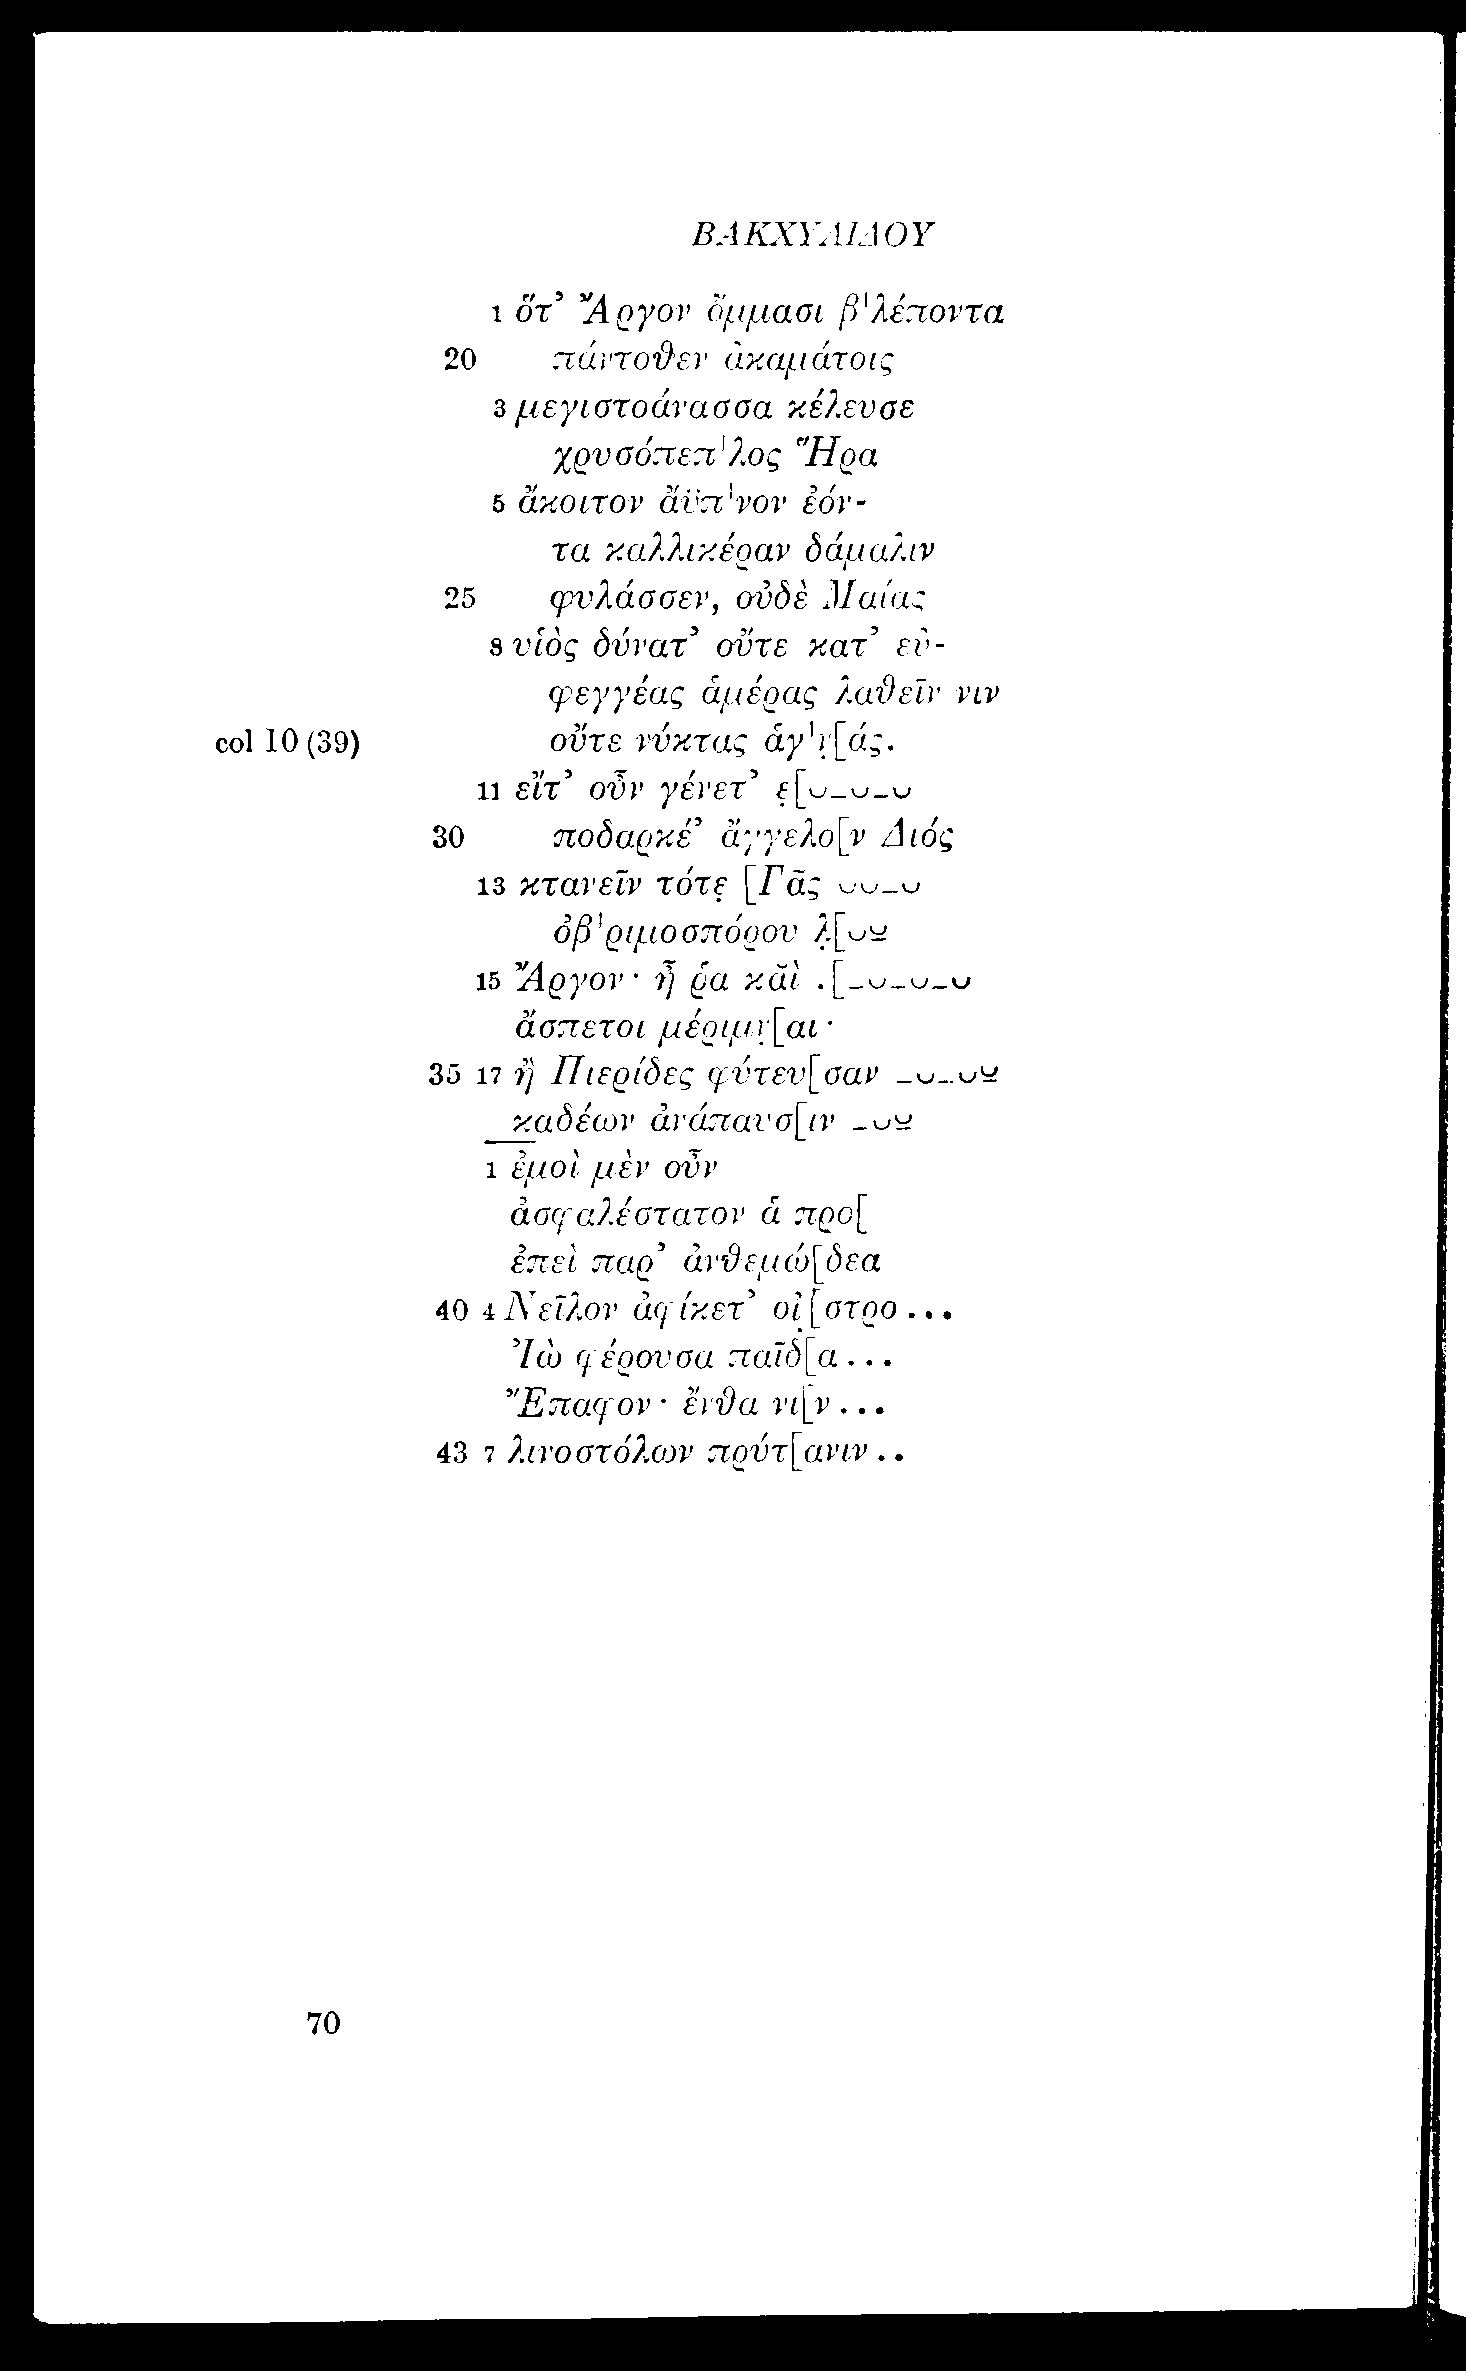 ΒΑΚΧΥΛΙΔΟΥ
1 ὅτ’ Ἄργον ὄμμασι β'λέποντα
20 πάντοθεν ἀκαμάτοις
3 μεγιστοάνασσα κέλευσε
χρυσόπεπ'λος Ἥρα
5 ἄκοιτον ἄϋπ'νον ἐόν-
τα καλλικέραν δάμαλιν
25 φυλάσσεν, οὐδὲ Μαίας
8 υἱὸς δύνατ’ οὔτε κατ’ εὐ-
φεγγέας ἁμέρας λαθεῖν νιν
col 10 (39) οὔτε νύκτας ἁγ'ν̣[άς.
11 εἴτ’ οὖν γένετ’ ε̣[⏑–⏑–⏑
30 ποδαρκέ’ ἄγγελο[ν Διός
13 κτανεῖν τότε̣ [Γᾶς ⏑⏑–⏑
ὀβ'ριμοσπόρου λ̣[⏑⏓
15 Ἄργον· ἦ ῥα καὶ .[–⏑–⏑–⏑
ἄσπετοι μέριμν̣[αι·
35 17 ἢ Πιερίδες φύτευ[σαν –⏑–⏑⏓
καδέων ἀνάπαυσ[ιν –⏑⏓
1 ἐμοὶ μὲν οὖν
ἀσφαλέστατον ἁ προ[
ἐπεὶ παρ’ ἀνθεμώ[δεα
40 4 Νεῖλον ἀφίκετ’ οἰ̣[στρο . . .
Ἰὼ φέρουσα παῖδ[α . . .
Ἔπαφον· ἔνθα νι[ν . . .
43 7 λινοστόλων πρύτ[ανιν . .
70